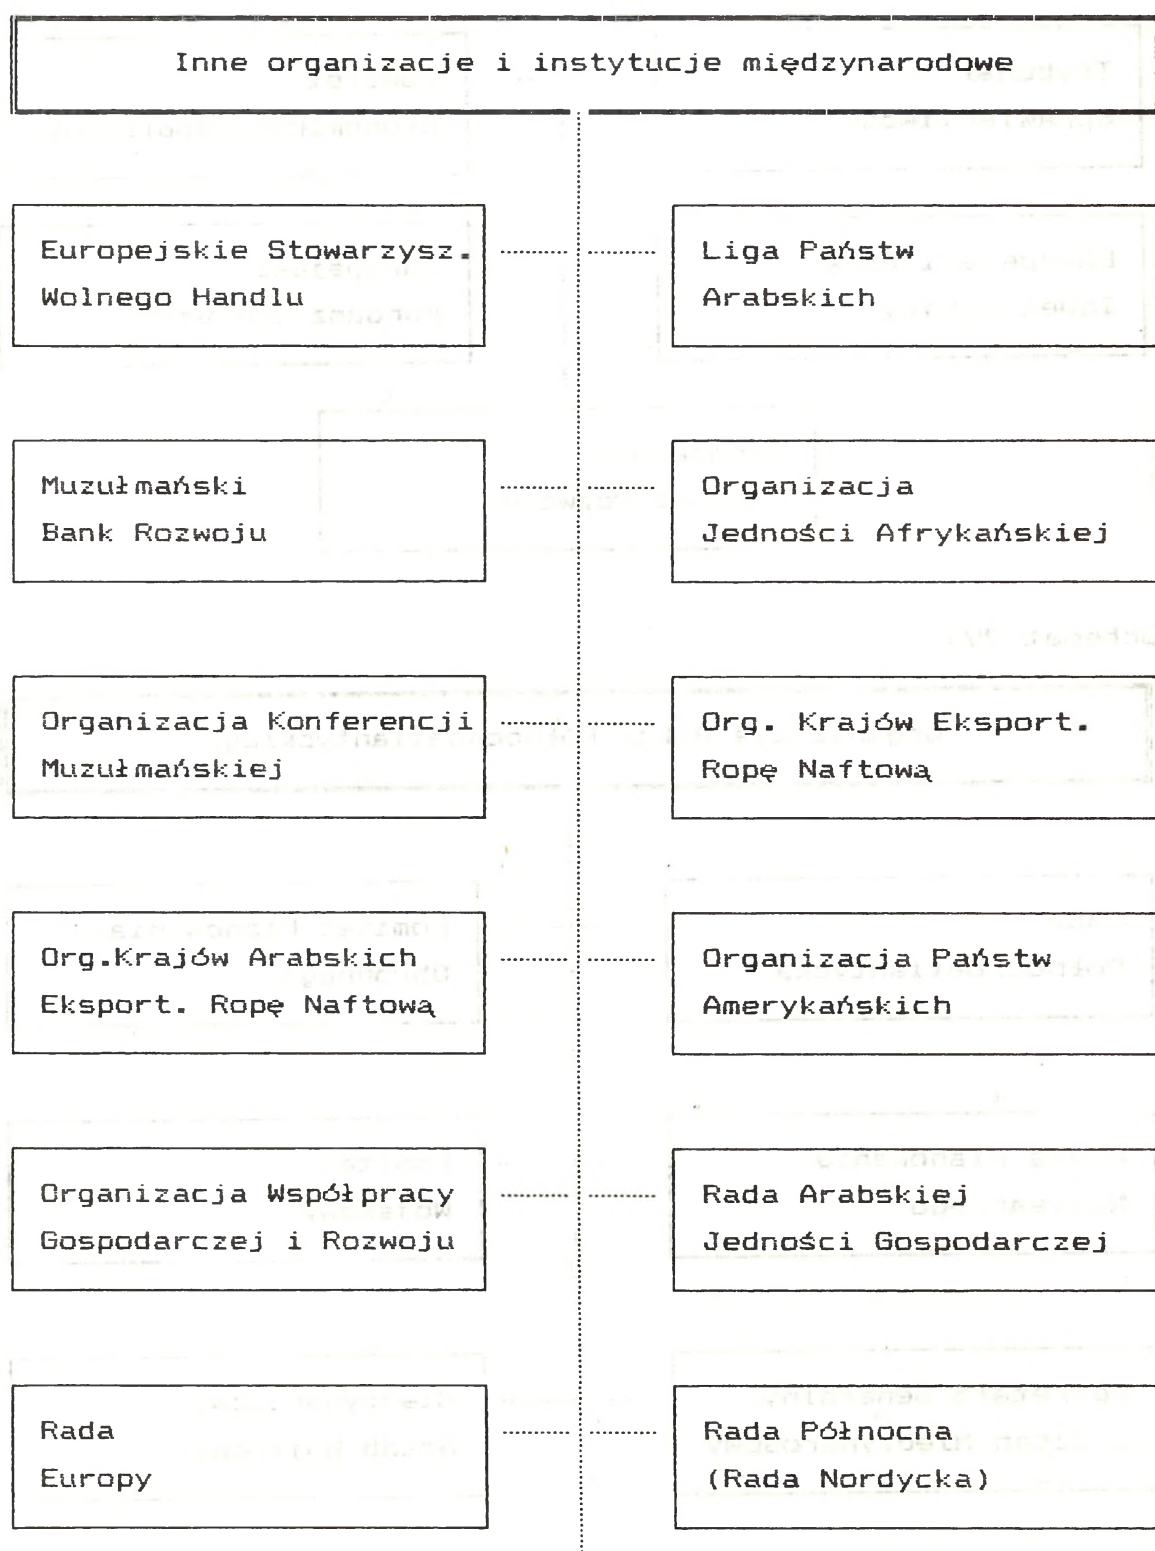 Inne organizacje i instytucje międzynarodowe
Europejskie Stowarzysz.
Wolnego Handlu
Liga Państw
Arabskich
Muzułmański
Bank Rozwoju
Organizacja
Jedności Afrykańskiej
Organizacja Konferencji
Muzułmańskiej
Org. Krajów Eksport.
Ropę Naftową
Org.Krajów Arabskich
Eksport. Ropę Naftową
Organizacja Państw
Amerykańskich
Organizacja Współpracy
Gospodarczej i Rozwoju
Rada Arabskiej
Jedności Gospodarczej
Rada
Europy
Rada Północna
(Rada Nordycka)